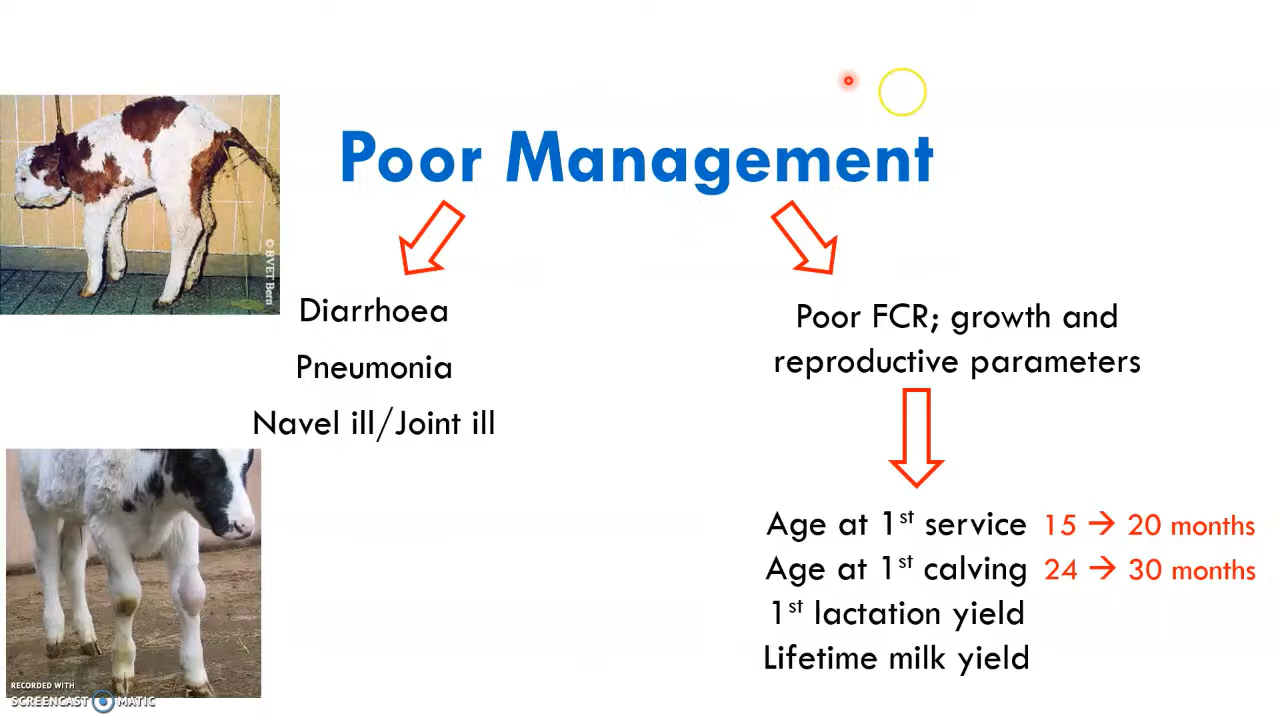 Poor Management
Diarrhoea
Pneumonia
Navel ill/Joint ill
Poor FCR; growth and
reproductive parameters
Age at 1st service 15 → 20 months
Age at 1st calving 24 → 30 months
1st lactation yield
Lifetime milk yield
© BVET Bern
RECORDED WITH
SCREENCAST MATIC